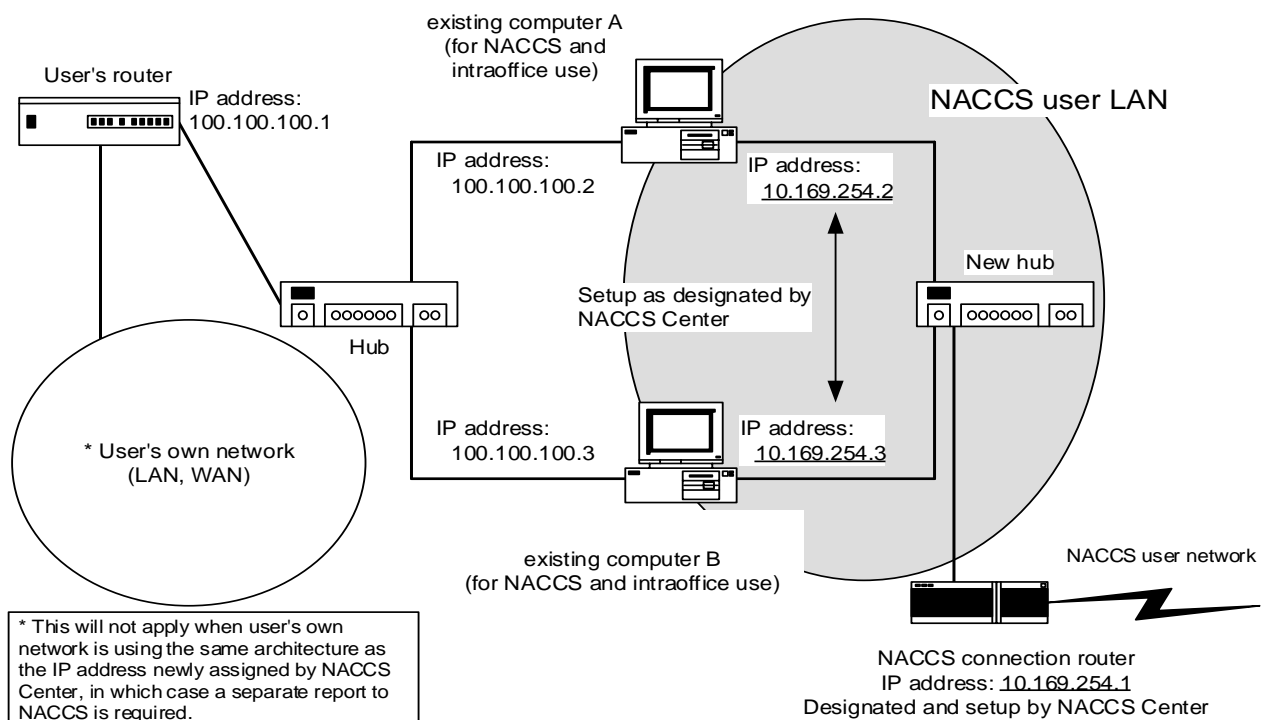 existing computer A
(for NACCS and
intraoffice use)
User's router
IP address:
100.100.100.1
NACCS user LAN
IP address:
100.100.100.2
IP address:
10.169.254.2
New hub
Setup as designated by
NACCS Center
Hub
* User's own network
(LAN, WAN)
IP address:
100.100.100.3
IP address:
10.169.254.3
existing computer B
(for NACCS and intraoffice use)
NACCS user network
* This will not apply when user's own
network is using the same architecture as
the IP address newly assigned by NACCS
Center, in which case a separate report to
NACCS is required.
NACCS connection router
IP address: 10.169.254.1
Designated and setup by NACCS Center